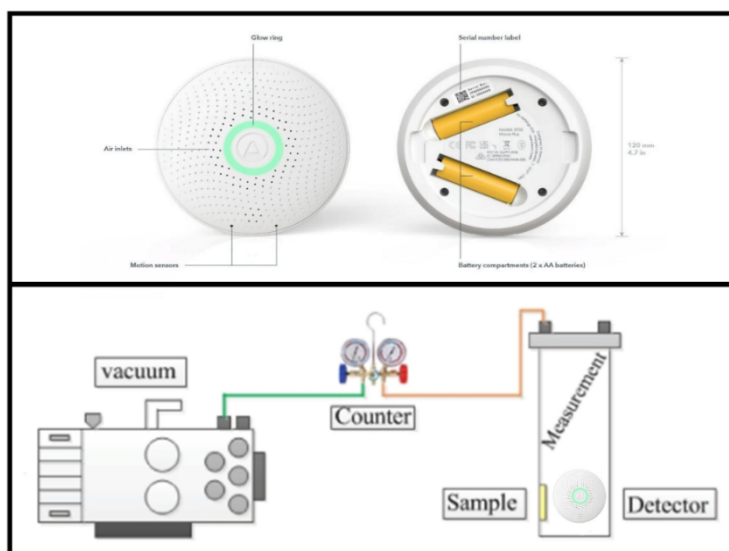 Glow ring
Serial number label
Air inlets
120 mm
4.7 in.
Motion sensors
Battery compartments (2 x AA batteries)
vacuum
Counter
Measurement
Sample
Detector